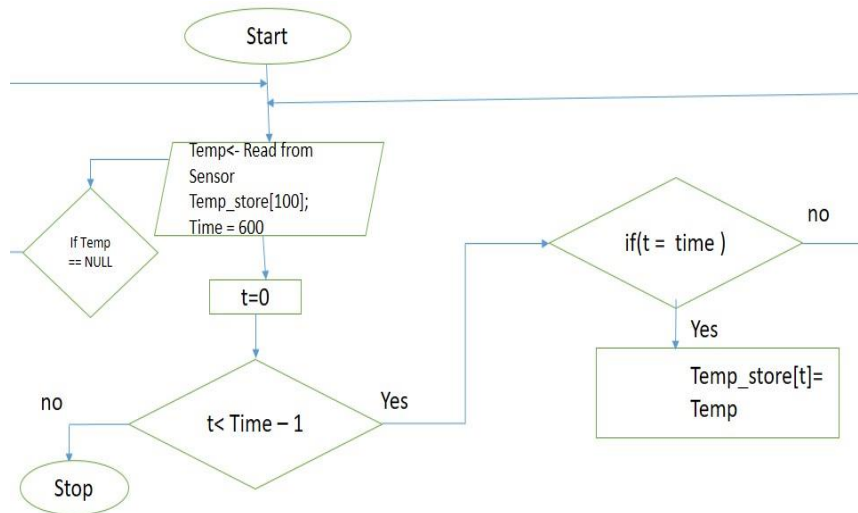 Start
Temp<- Read from
Sensor
Temp_store[100];
Time = 600
If Temp
== NULL
t=0
t< Time – 1
no
Yes
Stop
if(t = time )
no
Yes
Temp_store[t]=
Temp